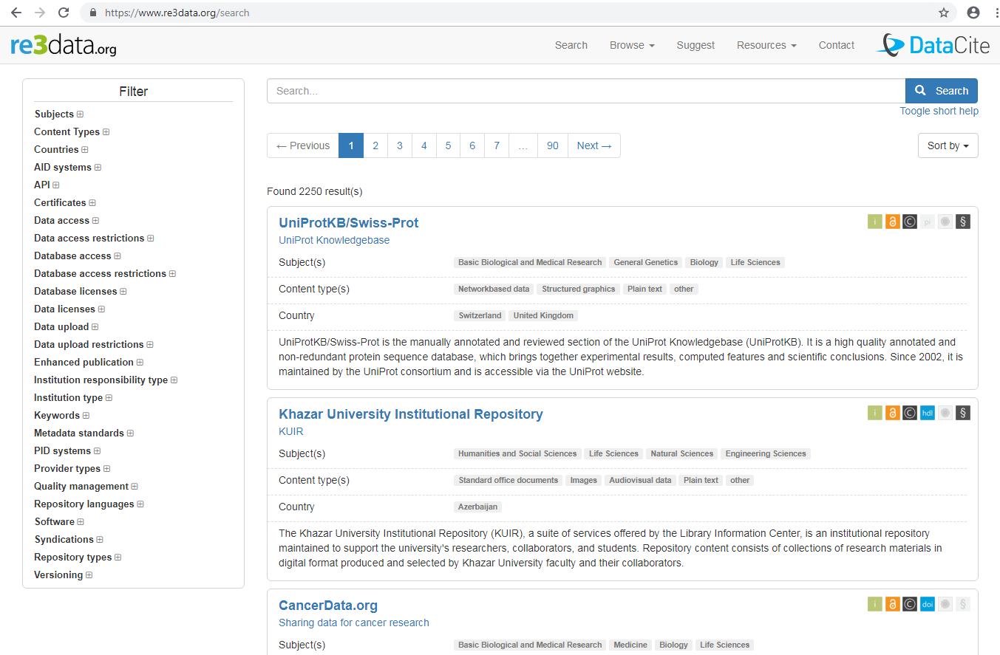 https://www.re3data.org/search
re3data.org
Search Browse Suggest Resources Contact DataCite
Filter
Subjects
Content Types
Countries
AID systems
API
Certificates
Data access
Data access restrictions
Database access
Database access restrictions
Database licenses
Data licenses
Data upload
Data upload restrictions
Enhanced publication
Institution responsibility type
Institution type
Keywords
Metadata standards
PID systems
Provider types
Quality management
Repository languages
Software
Syndications
Repository types
Versioning
Search... Search
Toogle short help
← Previous 1 2 3 4 5 6 7 … 90 Next → Sort by
Found 2250 result(s)
UniProtKB/Swiss-Prot i © pi §
UniProt Knowledgebase
Subject(s) Basic Biological and Medical Research General Genetics Biology Life Sciences
Content type(s) Networkbased data Structured graphics Plain text other
Country Switzerland United Kingdom
UniProtKB/Swiss-Prot is the manually annotated and reviewed section of the UniProt Knowledgebase (UniProtKB). It is a high quality annotated and
non-redundant protein sequence database, which brings together experimental results, computed features and scientific conclusions. Since 2002, it is
maintained by the UniProt consortium and is accessible via the UniProt website.
Khazar University Institutional Repository i © hdl §
KUIR
Subject(s) Humanities and Social Sciences Life Sciences Natural Sciences Engineering Sciences
Content type(s) Standard office documents Images Audiovisual data Plain text other
Country Azerbaijan
The Khazar University Institutional Repository (KUIR), a suite of services offered by the Library Information Center, is an institutional repository
maintained to support the university's researchers, collaborators, and students. Repository content consists of collections of research materials in
digital format produced and selected by Khazar University faculty and their collaborators.
CancerData.org i © doi §
Sharing data for cancer research
Subject(s) Basic Biological and Medical Research Medicine Biology Life Sciences